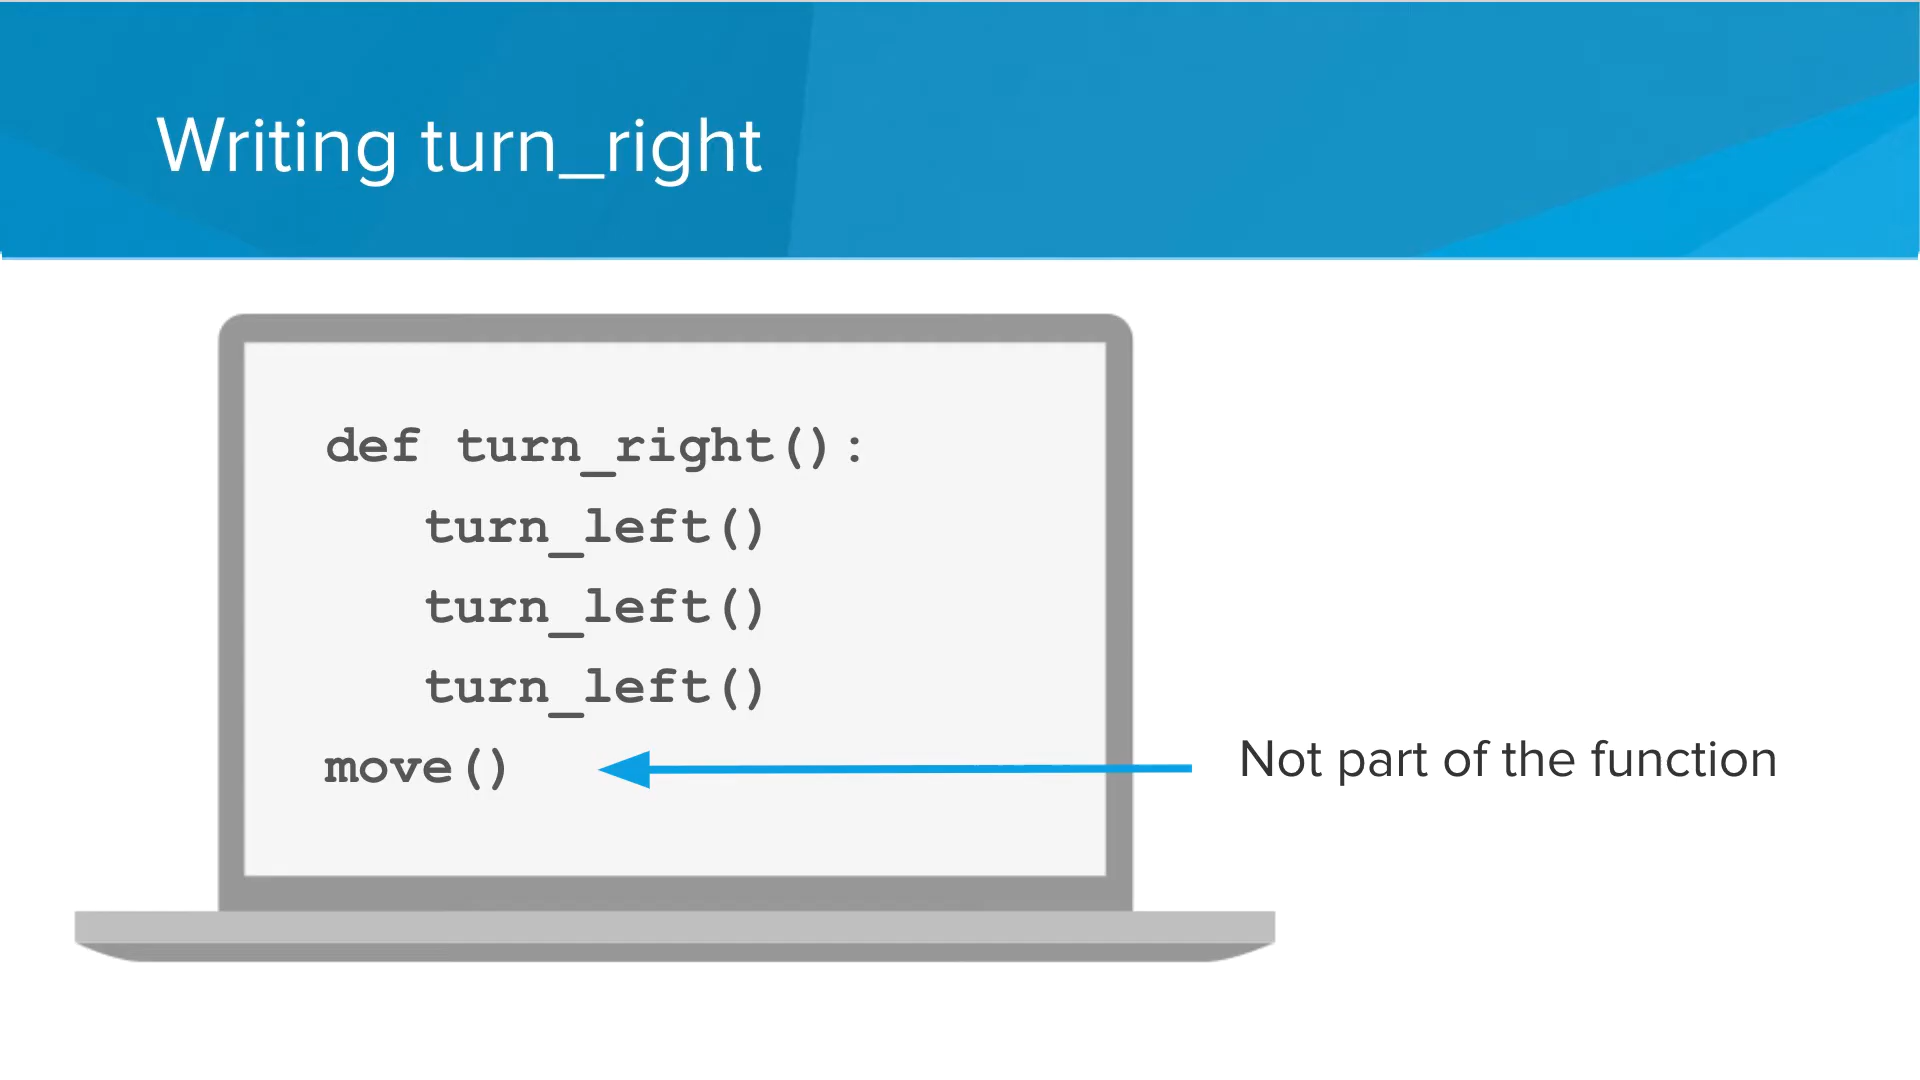 Writing turn_right
def turn_right():
turn_left()
turn_left()
turn_left()
move()
Not part of the function